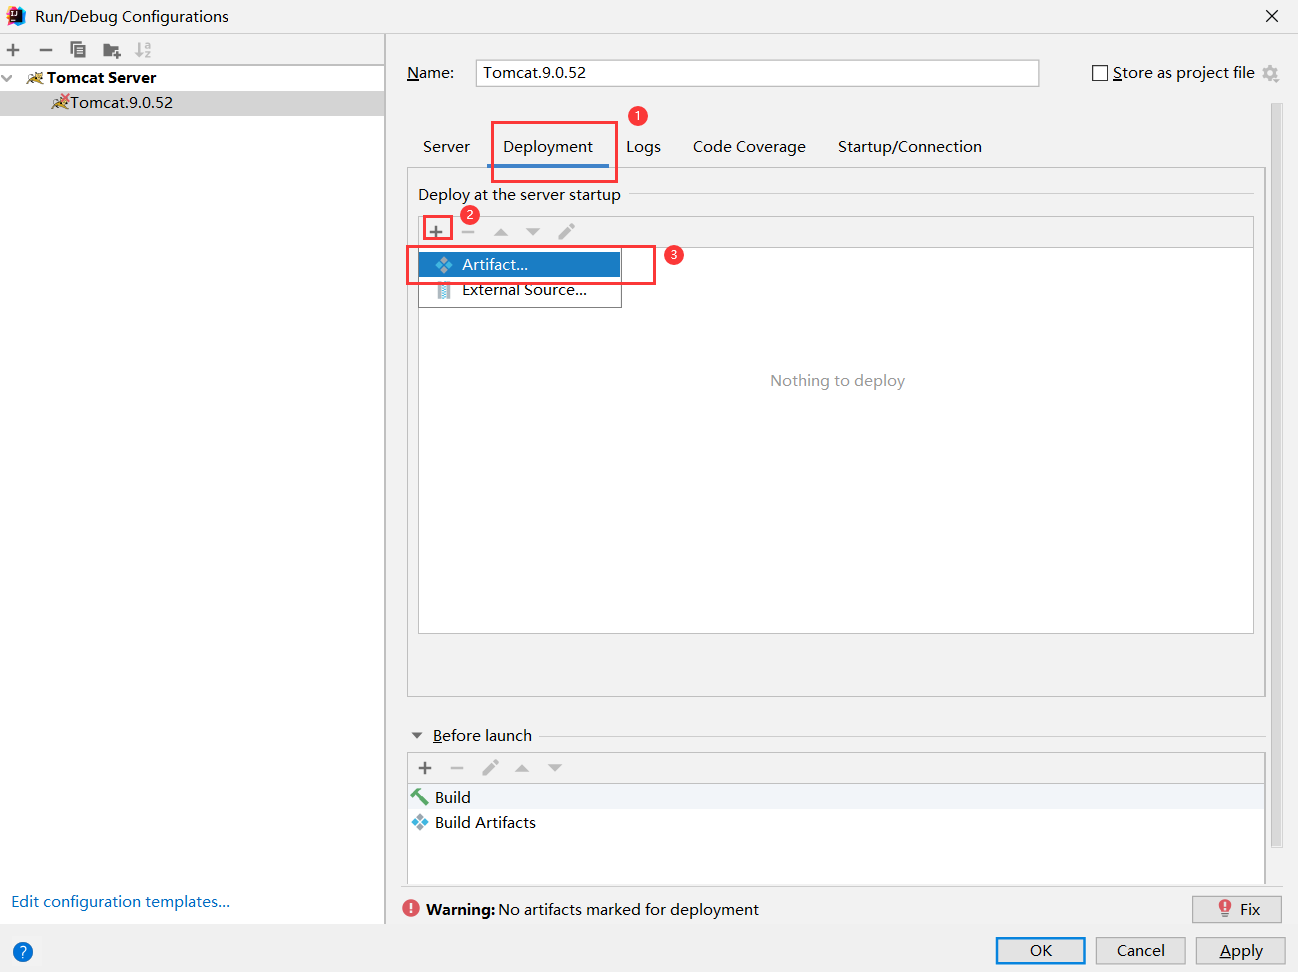 Run/Debug Configurations
Tomcat Server
Tomcat.9.0.52
Name:
Tomcat.9.0.52
Store as project file
1
Server
Deployment
Logs
Code Coverage
Startup/Connection
Deploy at the server startup
2
Artifact...
3
External Source...
Nothing to deploy
Before launch
Build
Build Artifacts
Edit configuration templates...
Warning: No artifacts marked for deployment
Fix
?
OK
Cancel
Apply